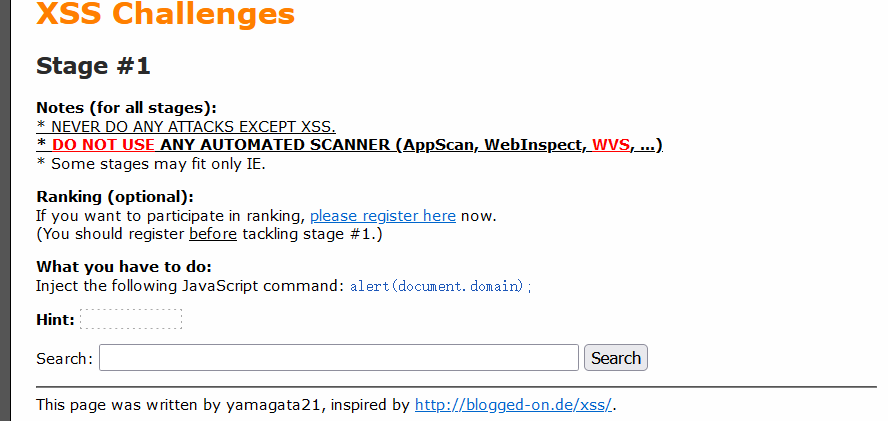 XSS Challenges
Stage #1
Notes (for all stages):
* NEVER DO ANY ATTACKS EXCEPT XSS.
* DO NOT USE ANY AUTOMATED SCANNER (AppScan, WebInspect, WVS, ...)
* Some stages may fit only IE.
Ranking (optional):
If you want to participate in ranking, please register here now.
(You should register before tackling stage #1.)
What you have to do:
Inject the following JavaScript command: alert(document.domain);
Hint:
Search: Search
This page was written by yamagata21, inspired by http://blogged-on.de/xss/.